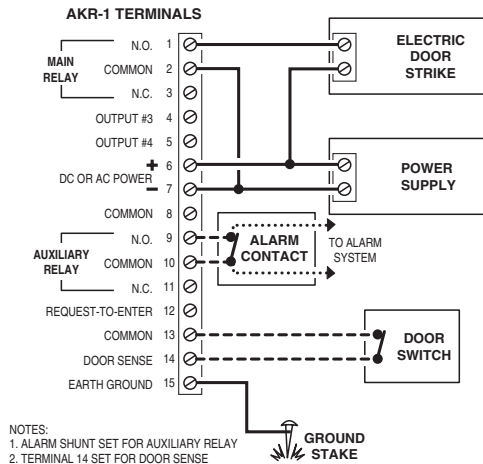 AKR-1 TERMINALS
MAIN
RELAY
N.O. 1
COMMON 2
N.C. 3
OUTPUT #3 4
OUTPUT #4 5
DC OR AC POWER
+ 6
– 7
COMMON 8
AUXILIARY
RELAY
N.O. 9
COMMON 10
N.C. 11
REQUEST-TO-ENTER 12
COMMON 13
DOOR SENSE 14
EARTH GROUND 15
ELECTRIC
DOOR
STRIKE
POWER
SUPPLY
ALARM
CONTACT
TO ALARM
SYSTEM
DOOR
SWITCH
GROUND
STAKE
NOTES:
1. ALARM SHUNT SET FOR AUXILIARY RELAY
2. TERMINAL 14 SET FOR DOOR SENSE